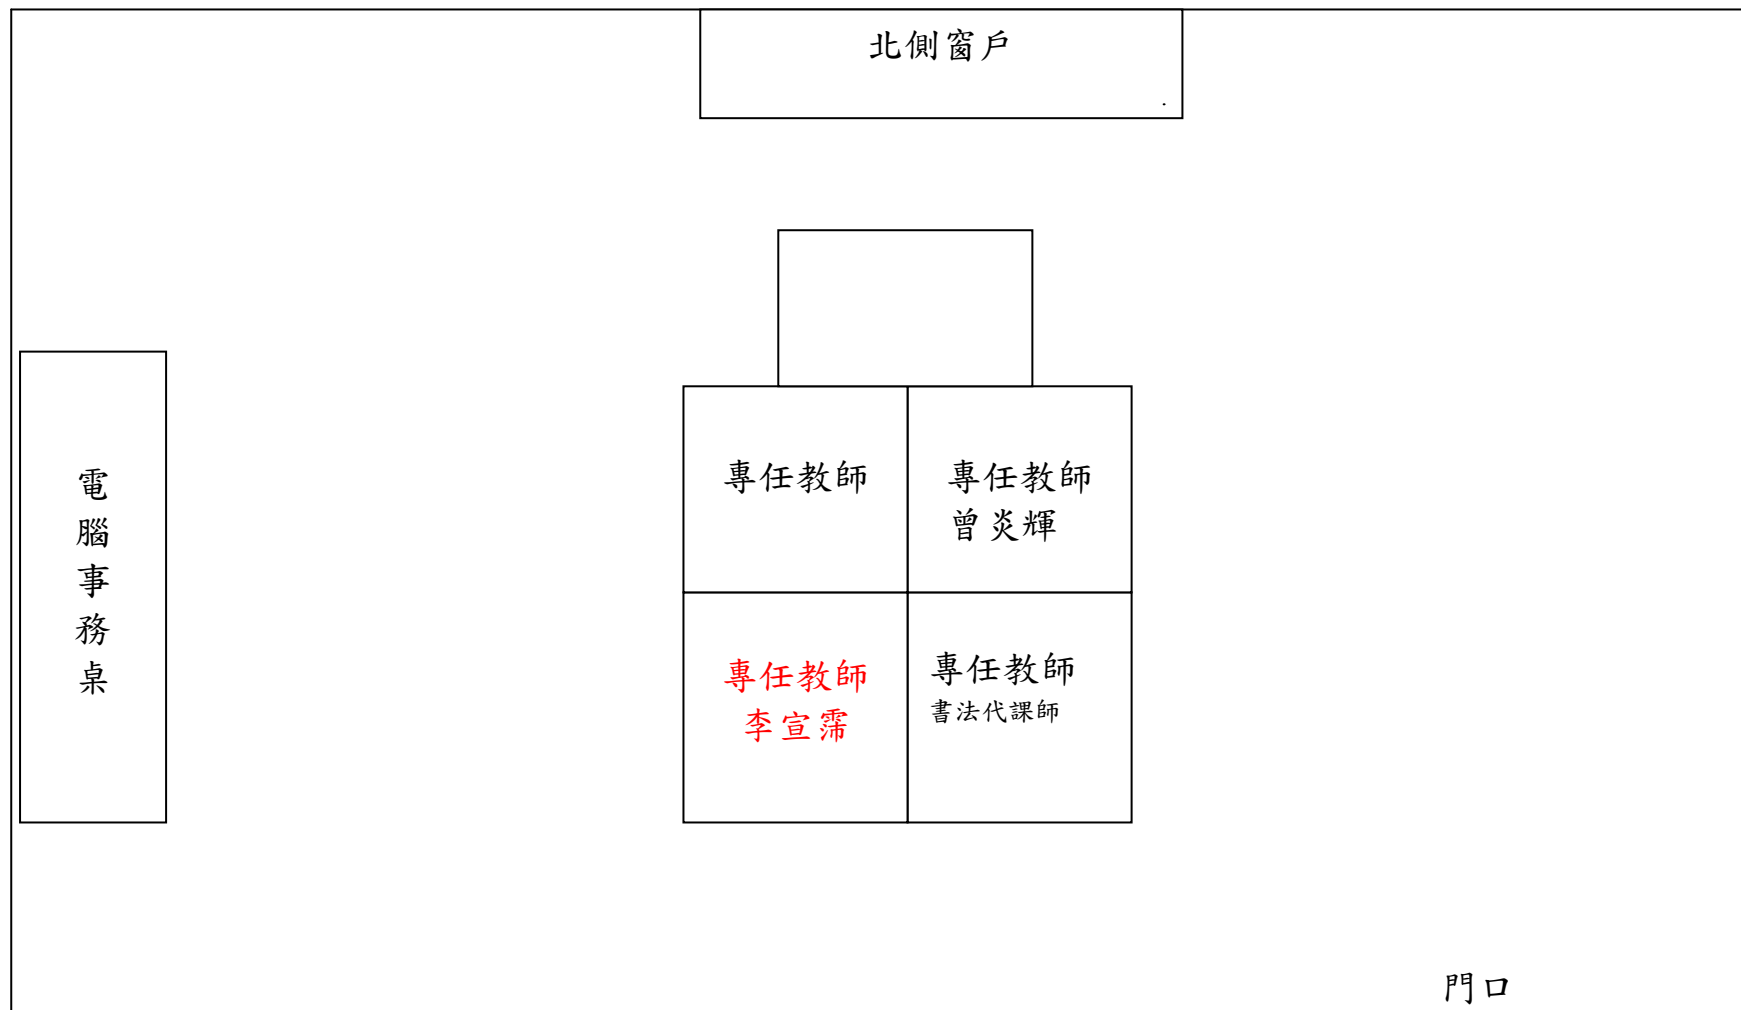 北側窗戶
專任教師
專任教師
曾炎輝
電腦事務桌
專任教師
李宣霈
專任教師
書法代課師
門口